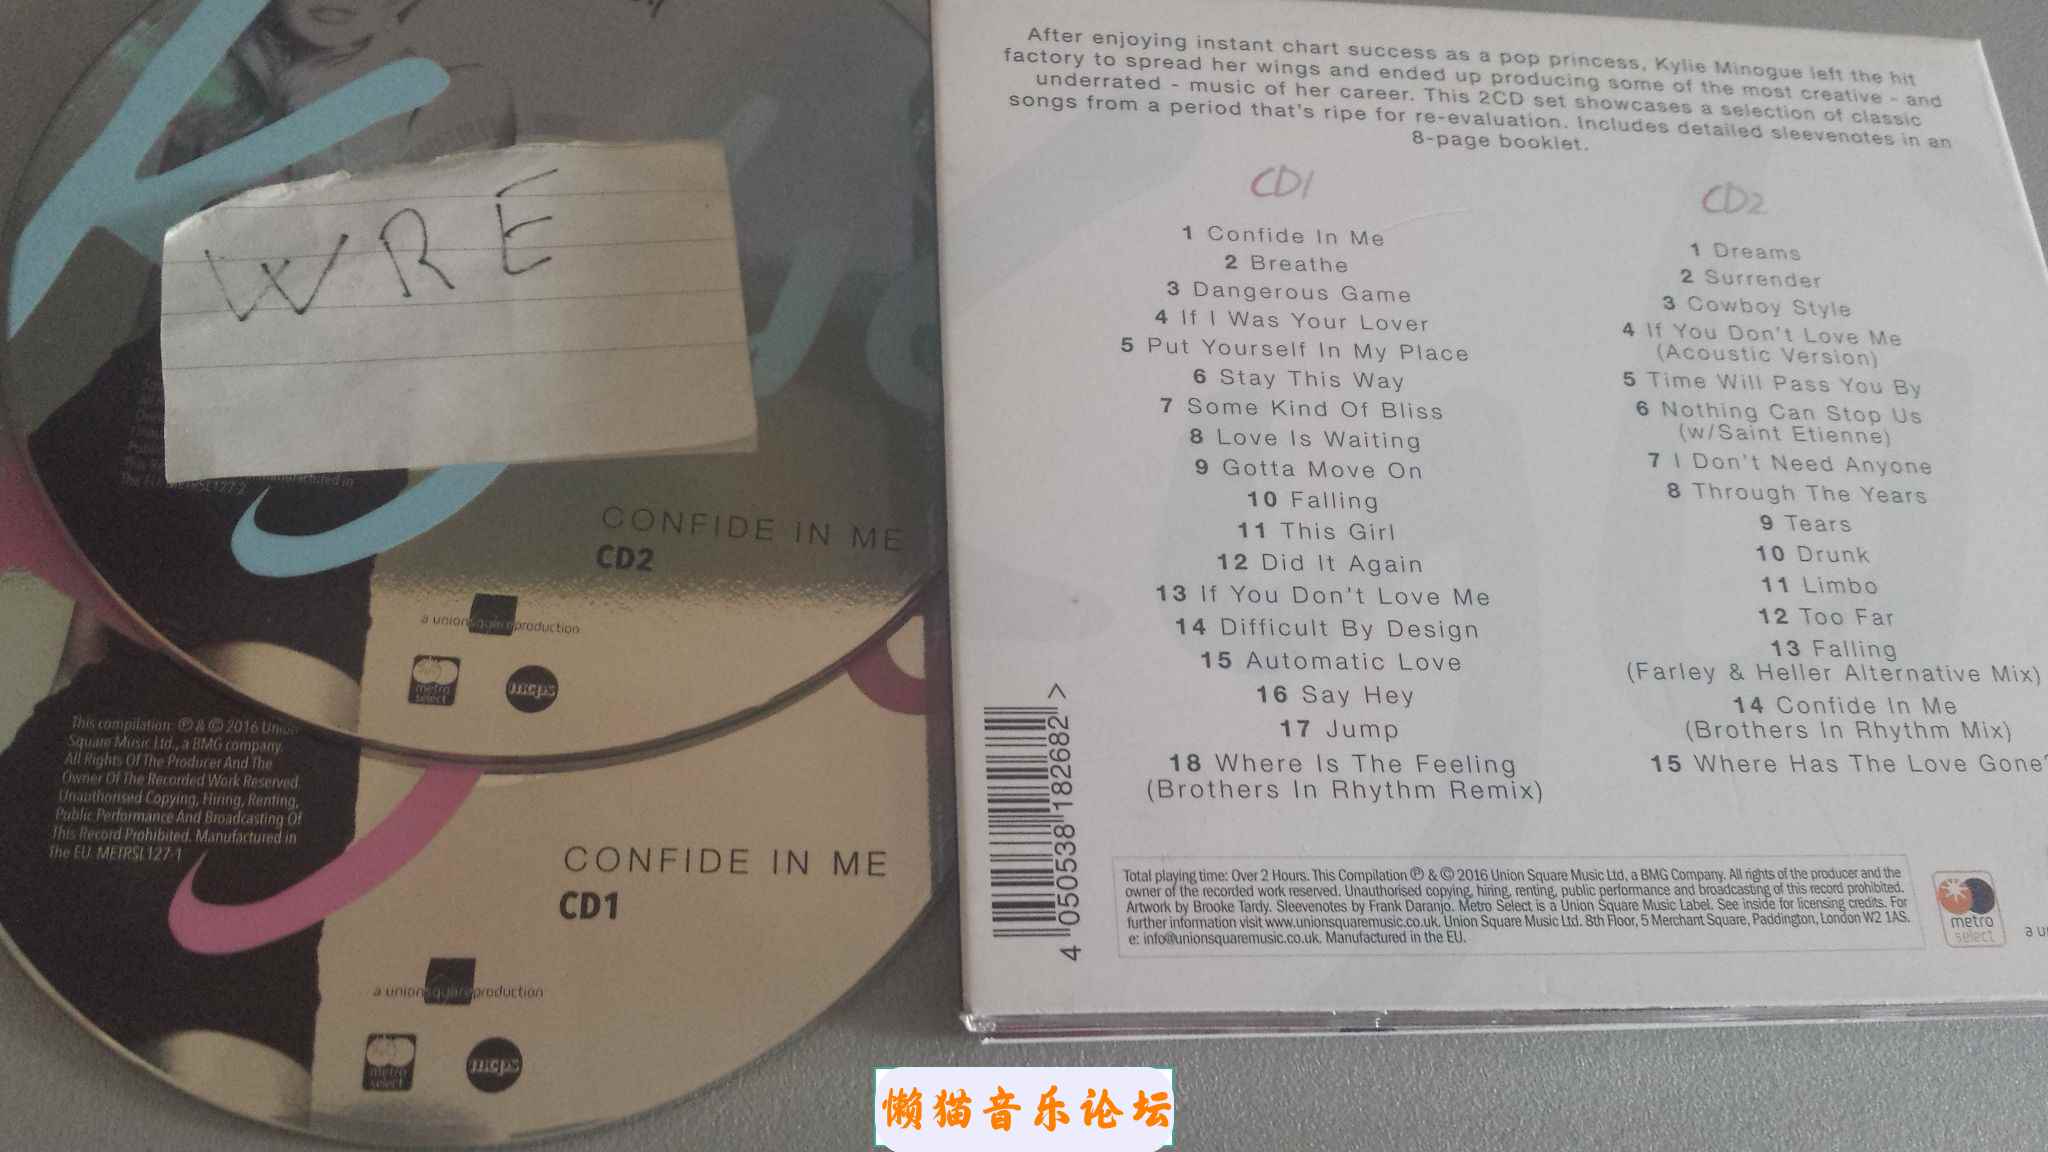 WRE
CONFIDE IN ME
CD2
a unionsquareproduction
metro
select
mcps
manufactured in
The EU. METRSL127-2
This compilation: ℗ & © 2016 Union
Square Music Ltd., a BMG company.
All Rights Of The Producer And The
Owner Of The Recorded Work Reserved.
Unauthorised Copying, Hiring, Renting,
Public Performance And Broadcasting Of
This Record Prohibited. Manufactured in
The EU. METRSL127-1
CONFIDE IN ME
CD1
a unionsquareproduction
metro
select
mcps
After enjoying instant chart success as a pop princess, Kylie Minogue left the hit
factory to spread her wings and ended up producing some of the most creative - and
underrated - music of her career. This 2CD set showcases a selection of classic
songs from a period that's ripe for re-evaluation. Includes detailed sleevenotes in an
8-page booklet.
CD1
1 Confide In Me
2 Breathe
3 Dangerous Game
4 If I Was Your Lover
5 Put Yourself In My Place
6 Stay This Way
7 Some Kind Of Bliss
8 Love Is Waiting
9 Gotta Move On
10 Falling
11 This Girl
12 Did It Again
13 If You Don't Love Me
14 Difficult By Design
15 Automatic Love
16 Say Hey
17 Jump
18 Where Is The Feeling
(Brothers In Rhythm Remix)
CD2
1 Dreams
2 Surrender
3 Cowboy Style
4 If You Don't Love Me
(Acoustic Version)
5 Time Will Pass You By
6 Nothing Can Stop Us
(w/Saint Etienne)
7 I Don't Need Anyone
8 Through The Years
9 Tears
10 Drunk
11 Limbo
12 Too Far
13 Falling
(Farley & Heller Alternative Mix)
14 Confide In Me
(Brothers In Rhythm Mix)
15 Where Has The Love Gone?
4 050538 182682 >
Total playing time: Over 2 Hours. This Compilation ℗ & © 2016 Union Square Music Ltd, a BMG Company. All rights of the producer and the
owner of the recorded work reserved. Unauthorised copying, hiring, renting, public performance and broadcasting of this record prohibited.
Artwork by Brooke Tardy. Sleevenotes by Frank Daranjo. Metro Select is a Union Square Music Label. See inside for licensing credits. For
further information visit www.unionsquaremusic.co.uk. Union Square Music Ltd. 8th Floor, 5 Merchant Square, Paddington, London W2 1AS.
e: info@unionsquaremusic.co.uk. Manufactured in the EU.
metro
select
a u
懒猫音乐论坛